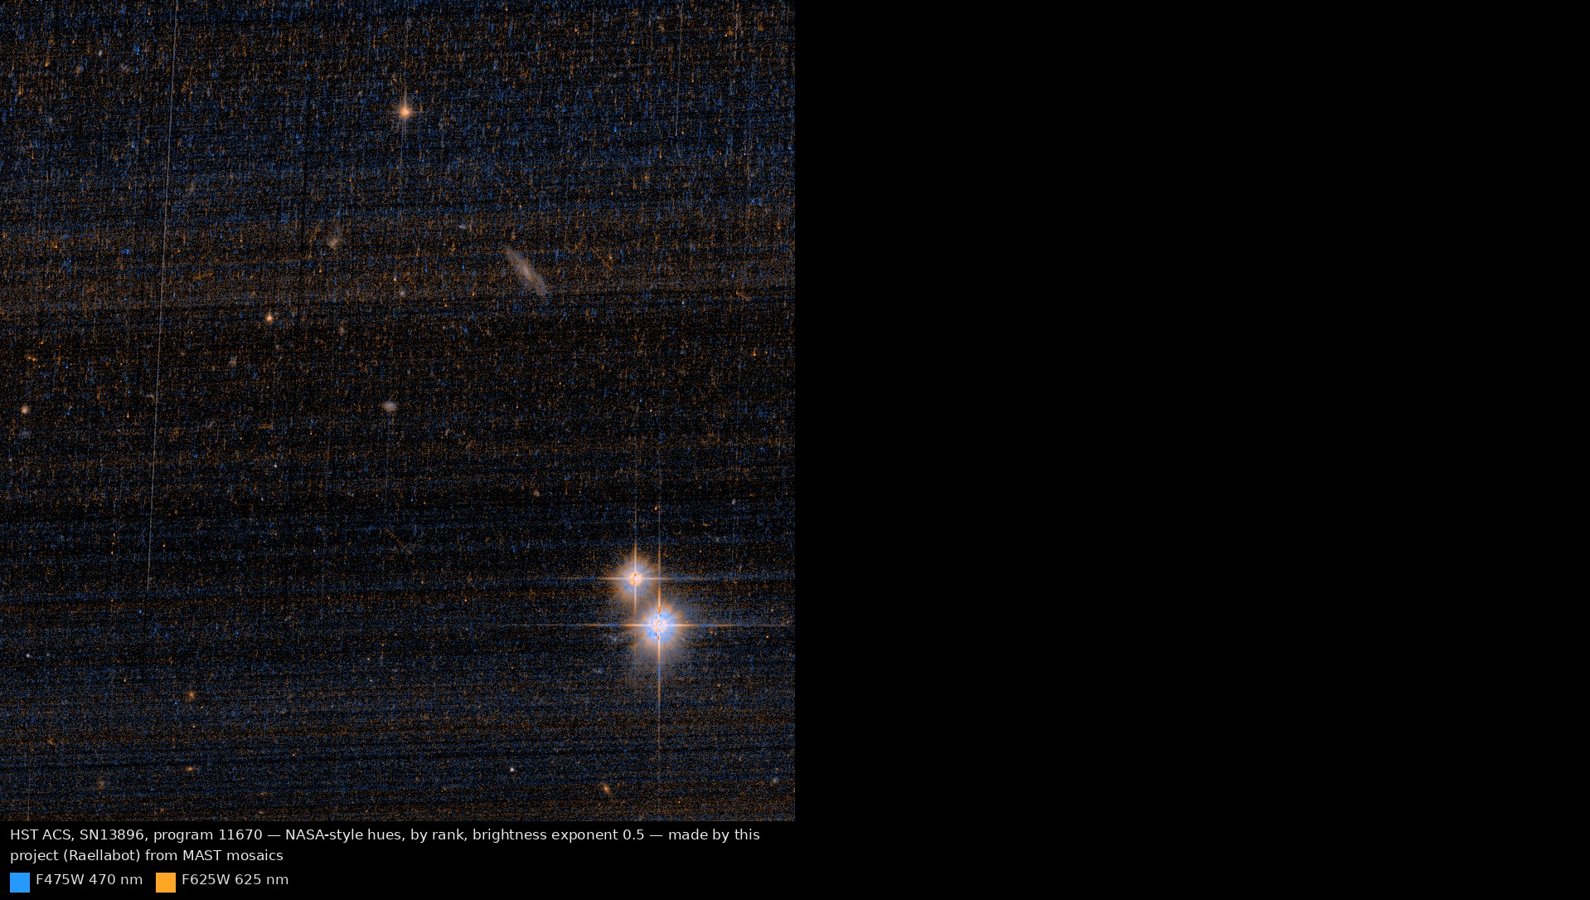 HST ACS, SN13896, program 11670 — NASA-style hues, by rank, brightness exponent 0.5 — made by this
project (Raellabot) from MAST mosaics
F475W 470 nm F625W 625 nm